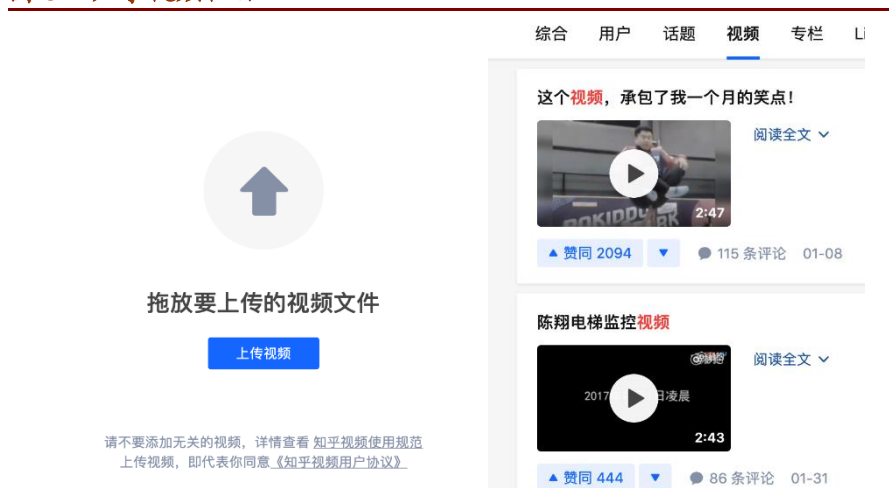 拖放要上传的视频文件
上传视频
请不要添加无关的视频，详情查看 知乎视频使用规范
上传视频，即代表你同意《知乎视频用户协议》
综合 用户 话题 视频 专栏
这个视频，承包了我一个月的笑点！
阅读全文
2:47
赞同 2094 115 条评论 01-08
陈翔电梯监控视频
阅读全文
2017
日凌晨
2:43
赞同 444 86 条评论 01-31